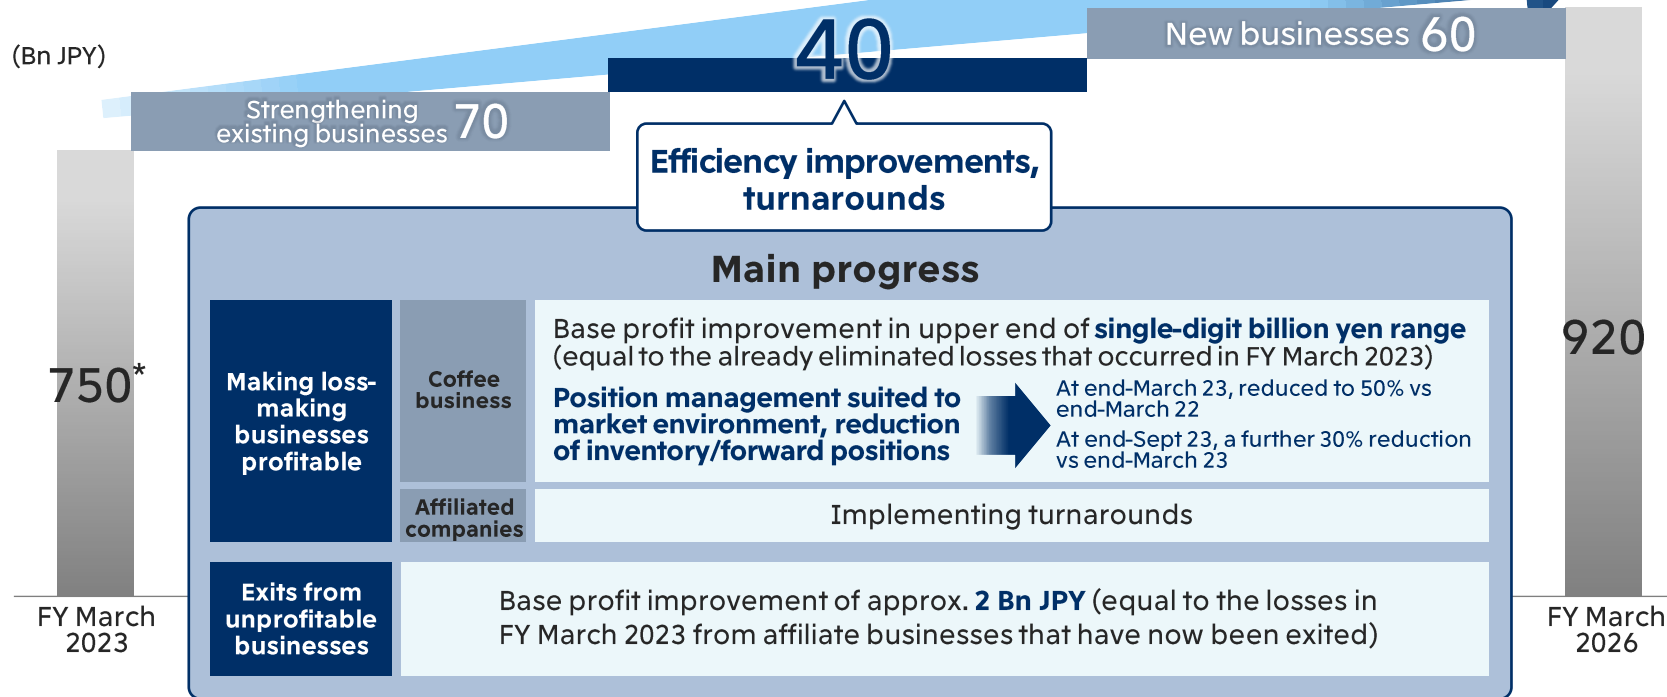 (Bn JPY)
40
New businesses 60
Strengthening
existing businesses 70
Efficiency improvements,
turnarounds
Main progress
750*
920
Making loss-
making
businesses
profitable
Coffee
business
Base profit improvement in upper end of single-digit billion yen range
(equal to the already eliminated losses that occurred in FY March 2023)
Position management suited to
market environment, reduction
of inventory/forward positions
At end-March 23, reduced to 50% vs
end-March 22
At end-Sept 23, a further 30% reduction
vs end-March 23
Affiliated
companies
Implementing turnarounds
Exits from
unprofitable
businesses
Base profit improvement of approx. 2 Bn JPY (equal to the losses in
FY March 2023 from affiliate businesses that have now been exited)
FY March
2023
FY March
2026